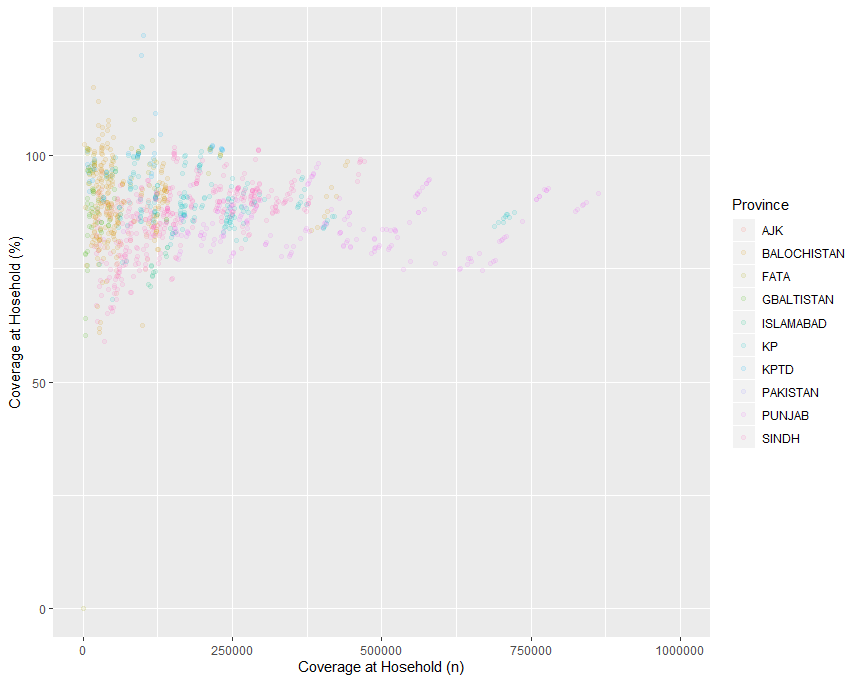 100
50
0
0
250000
500000
750000
1000000
Coverage at Hosehold (n)
Coverage at Hosehold (%)
Province
AJK
BALOCHISTAN
FATA
GBALTISTAN
ISLAMABAD
KP
KPTD
PAKISTAN
PUNJAB
SINDH